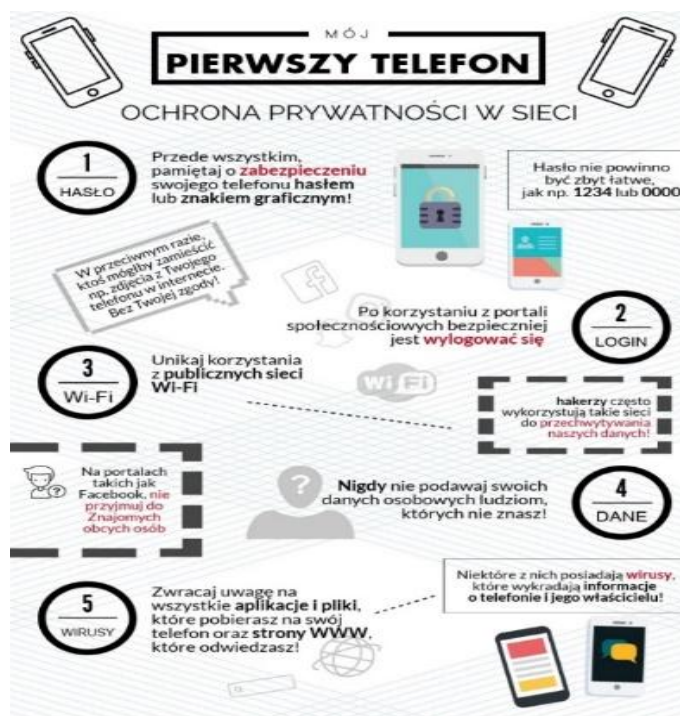 MÓJ
PIERWSZY TELEFON
OCHRONA PRYWATNOŚCI W SIECI
1
HASŁO
Przede wszystkim,
pamiętaj o zabezpieczeniu
swojego telefonu hasłem
lub znakiem graficznym!
Hasło nie powinno
być zbyt łatwe,
jak np. 1234 lub 0000
W przeciwnym razie,
ktoś mógłby zamieścić
np. zdjęcia z Twojego
telefonu w internecie.
Bez Twojej zgody!
2
LOGIN
Po korzystaniu z portali
społecznościowych bezpieczniej
jest wylogować się
3
Wi-Fi
Unikaj korzystania
z publicznych sieci
Wi-Fi
Wi Fi
hakerzy często
wykorzystują takie sieci
do przechwytywania
naszych danych!
Na portalach
takich jak
Facebook, nie
przyjmuj do
Znajomych
obcych osób
?
4
DANE
Nigdy nie podawaj swoich
danych osobowych ludziom,
których nie znasz!
5
WIRUSY
Zwracaj uwagę na
wszystkie aplikacje i pliki,
które pobierasz na swój
telefon oraz strony WWW,
które odwiedzasz!
Niektóre z nich posiadają wirusy,
które wykradają informacje
o telefonie i jego właścicielu!